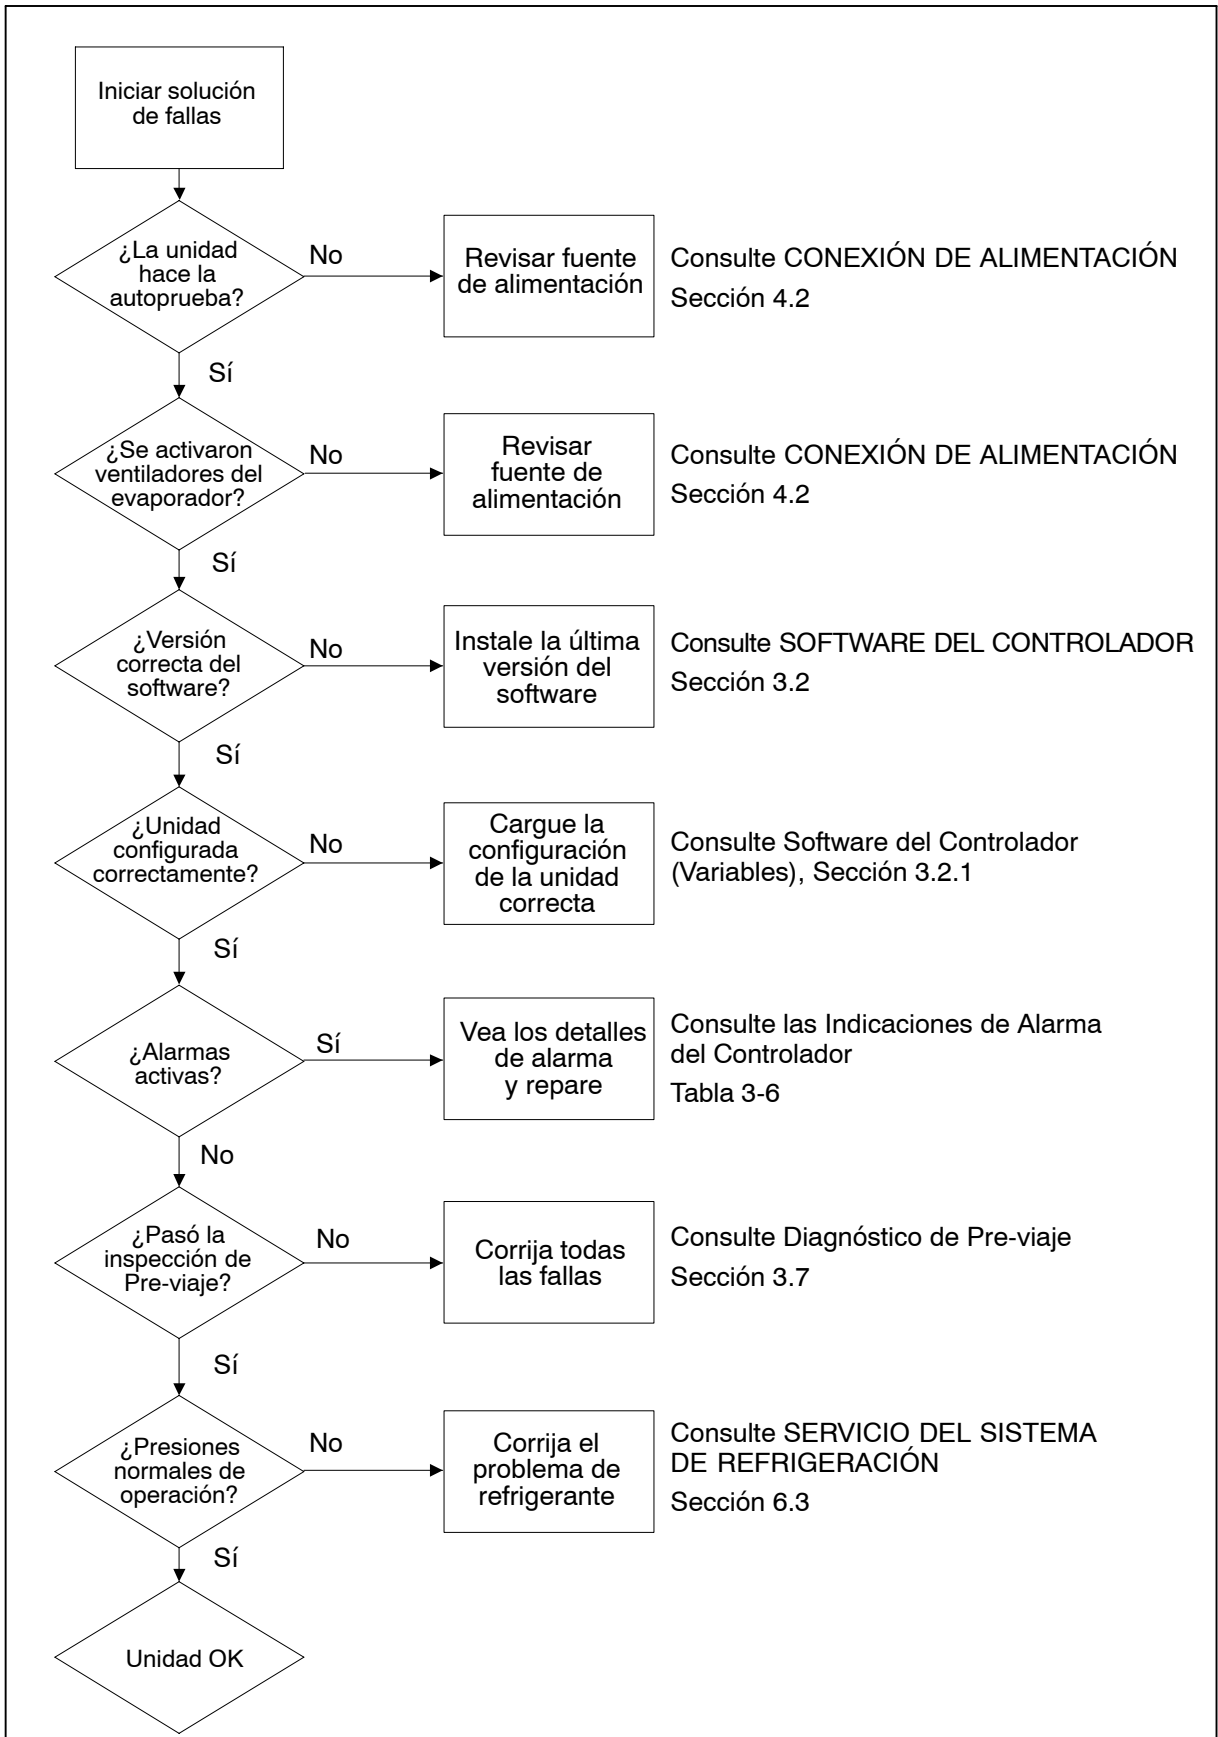 Iniciar solución
de fallas
¿La unidad
hace la
autoprueba?
No
Revisar fuente
de alimentación
Consulte CONEXIÓN DE ALIMENTACIÓN
Sección 4.2
Sí
¿Se activaron
ventiladores del
evaporador?
No
Revisar
fuente de
alimentación
Consulte CONEXIÓN DE ALIMENTACIÓN
Sección 4.2
Sí
¿Versión
correcta del
software?
No
Instale la última
versión del
software
Consulte SOFTWARE DEL CONTROLADOR
Sección 3.2
Sí
¿Unidad
configurada
correctamente?
No
Cargue la
configuración
de la unidad
correcta
Consulte Software del Controlador
(Variables), Sección 3.2.1
Sí
¿Alarmas
activas?
Sí
Vea los detalles
de alarma
y repare
Consulte las Indicaciones de Alarma
del Controlador
Tabla 3-6
No
¿Pasó la
inspección de
Pre-viaje?
No
Corrija todas
las fallas
Consulte Diagnóstico de Pre-viaje
Sección 3.7
Sí
¿Presiones
normales de
operación?
No
Corrija el
problema de
refrigerante
Consulte SERVICIO DEL SISTEMA
DE REFRIGERACIÓN
Sección 6.3
Sí
Unidad OK